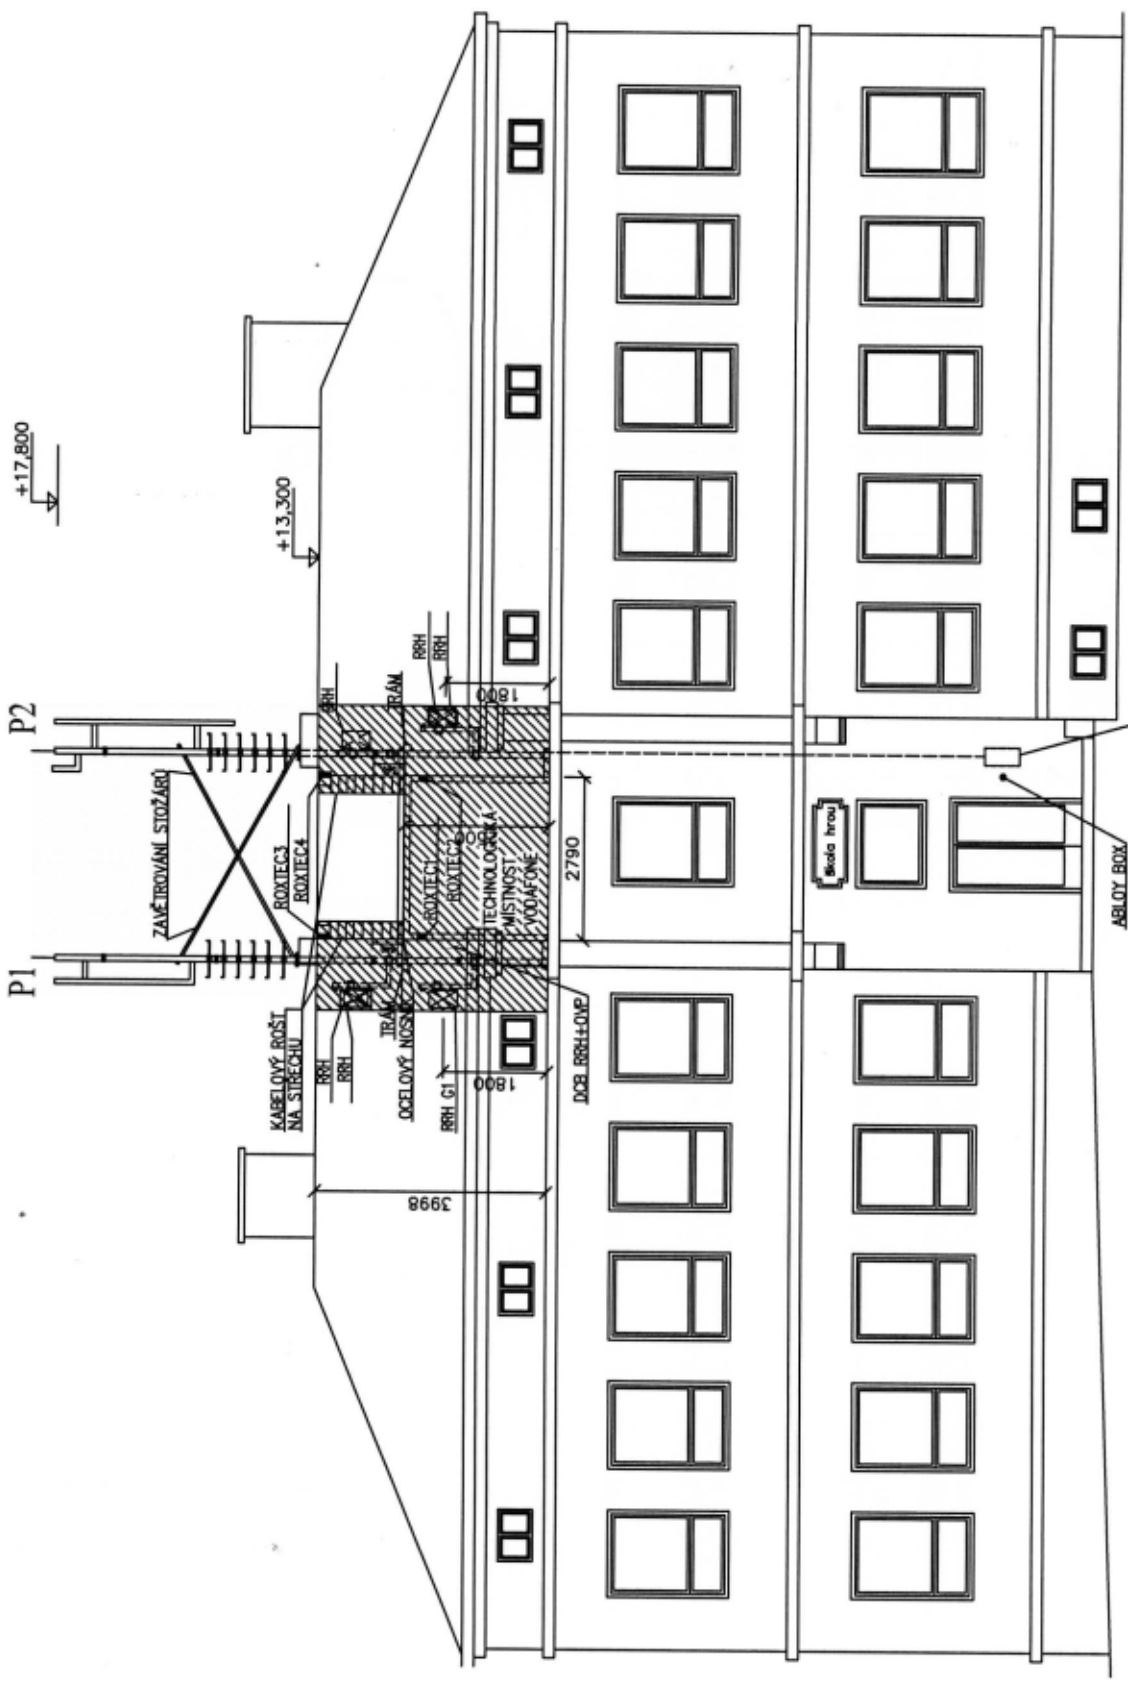 P1
P2
+17,800
+13,300
ZAVĚTROVÁNÍ STOŽÁRŮ
ROXTEC3
ROXTEC4
KABELOVÝ ROŠT
NA STŘECHU
RRH
RRH
TRÁM
OCELOVÝ NOSNÍK
RRH G1
1800
3998
DCB RRH+OVP
RRH
TRÁM
RRH
RRH
1800
ROXTEC1
ROXTEC2
TECHNOLOGICKÁ
MÍSTNOST
VODAFONE
2790
Škola hrou
ABLOY BOX